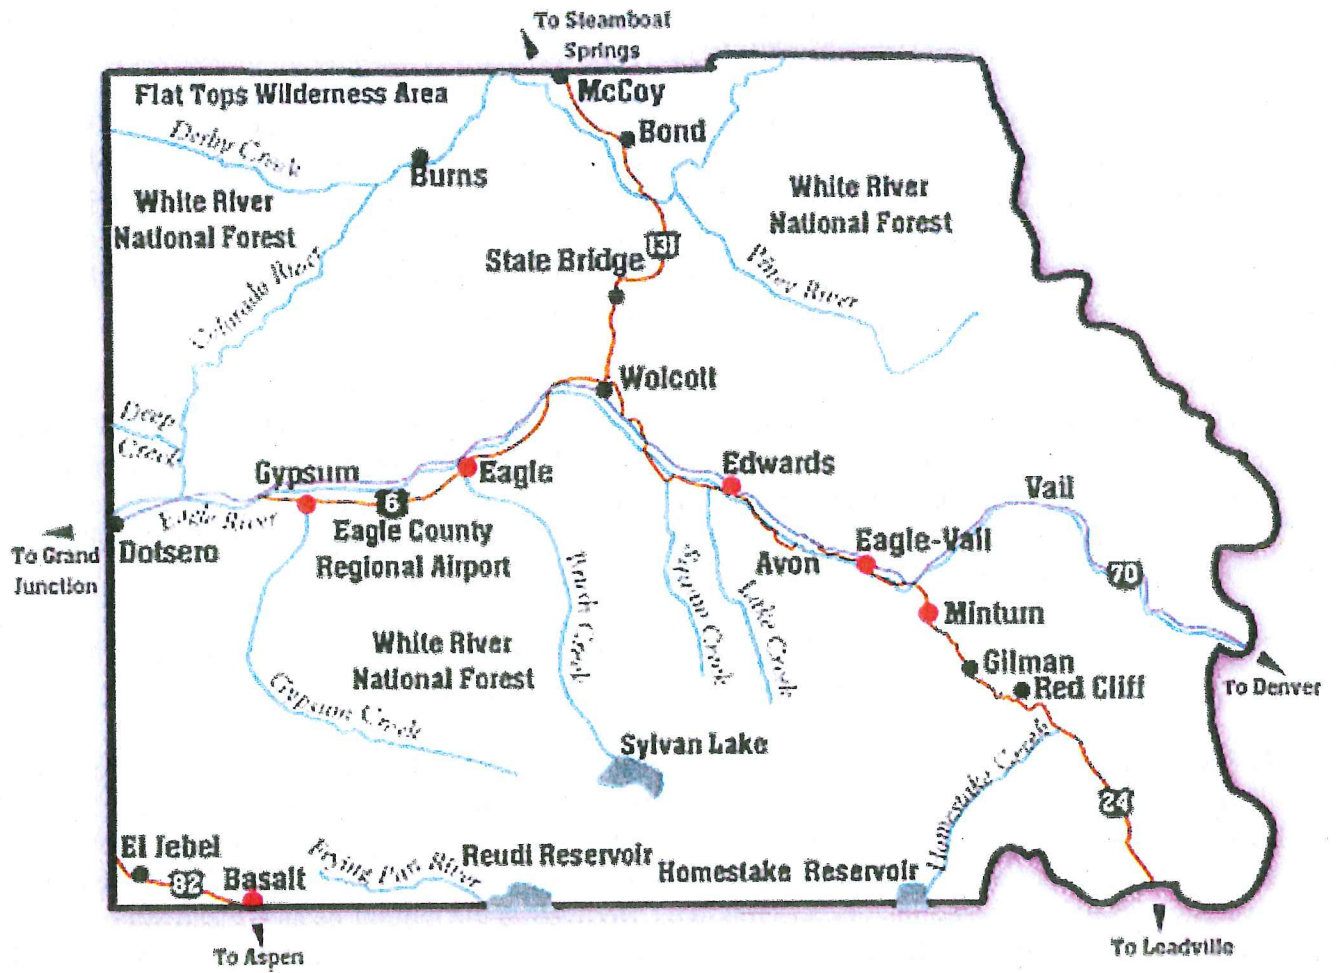 To Steamboat
Springs
Flat Tops Wilderness Area
McCoy
Bond
Derby Creek
Burns
White River
National Forest
White River
National Forest
131
State Bridge
Colorado River
Piney River
Wolcott
Deep
Creek
Gypsum
Eagle
Edwards
Vail
6
Eagle River
Eagle County
Regional Airport
Dotsero
To Grand
Junction
Avon
Eagle-Vail
70
Brush Creek
Lake Creek
Minturn
White River
National Forest
Gilman
Red Cliff
To Denver
Gypsum Creek
Sylvan Lake
Homestake Creek
24
El Jebel
82
Basalt
Frying Pan River
Reudi Reservoir
Homestake Reservoir
To Aspen
To Leadville